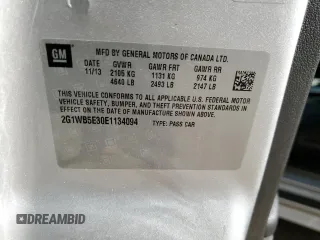 GM
MFD BY GENERAL MOTORS OF CANADA LTD.
DATE GVWR GAWR FRT GAWR RR
11/13 2105 KG 1131 KG 974 KG
4640 LB 2493 LB 2147 LB
THIS VEHICLE CONFORMS TO ALL APPLICABLE U.S. FEDERAL MOTOR
VEHICLE SAFETY, BUMPER, AND THEFT PREVENTION STANDARDS IN
EFFECT ON THE DATE OF MANUFACTURE SHOWN ABOVE.
2G1WB5E30E1134094 TYPE: PASS CAR
DREAMBID